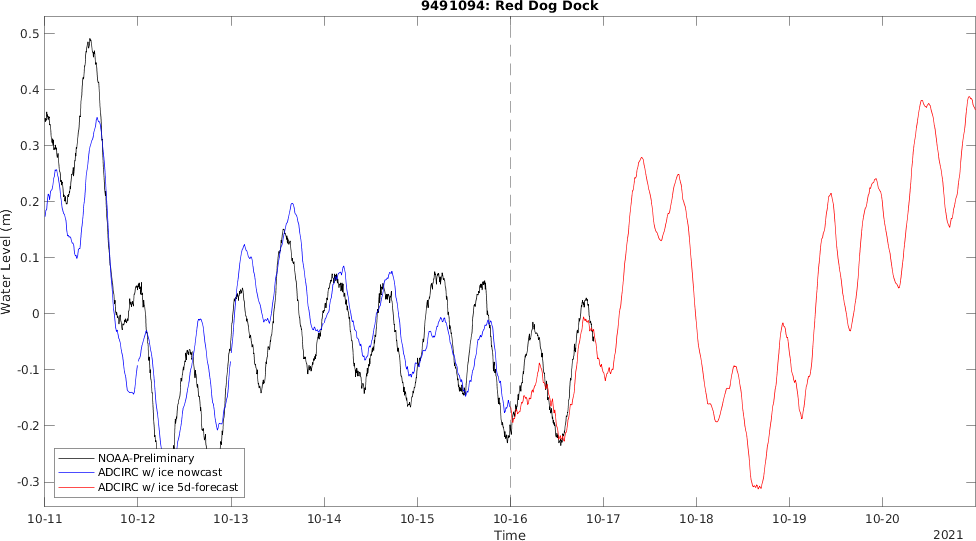 9491094: Red Dog Dock
Water Level (m)
0.5
0.4
0.3
0.2
0.1
0
-0.1
-0.2
-0.3
NOAA-Preliminary
ADCIRC w/ ice nowcast
ADCIRC w/ ice 5d-forecast
10-11 10-12 10-13 10-14 10-15 10-16 10-17 10-18 10-19 10-20
Time
2021